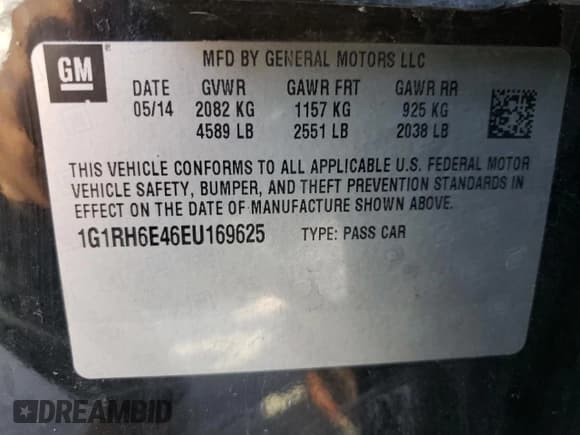 GM
MFD BY GENERAL MOTORS LLC
DATE GVWR GAWR FRT GAWR RR
05/14 2082 KG 1157 KG 925 KG
4589 LB 2551 LB 2038 LB
THIS VEHICLE CONFORMS TO ALL APPLICABLE U.S. FEDERAL MOTOR
VEHICLE SAFETY, BUMPER, AND THEFT PREVENTION STANDARDS IN
EFFECT ON THE DATE OF MANUFACTURE SHOWN ABOVE.
1G1RH6E46EU169625 TYPE: PASS CAR
DREAMBID